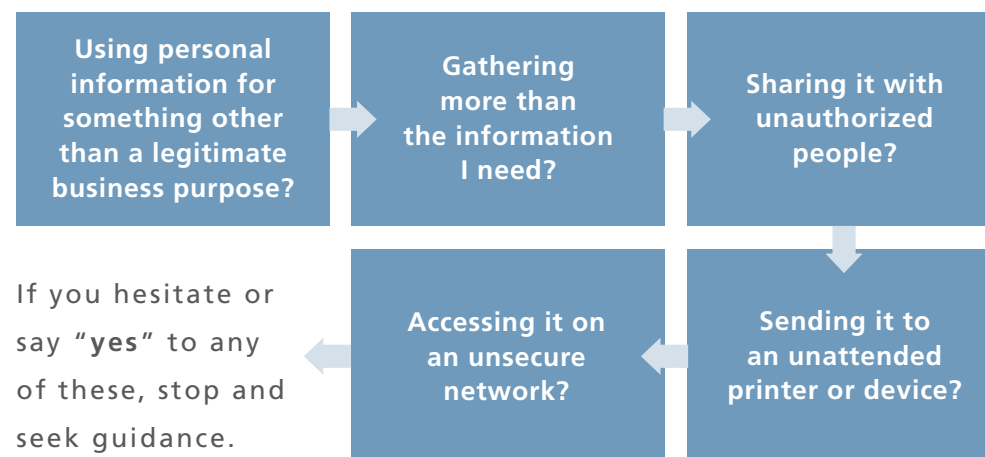 Using personal
information for
something other
than a legitimate
business purpose?
Gathering
more than
the information
I need?
Sharing it with
unauthorized
people?
Sending it to
an unattended
printer or device?
Accessing it on
an unsecure
network?
If you hesitate or
say “yes” to any
of these, stop and
seek guidance.